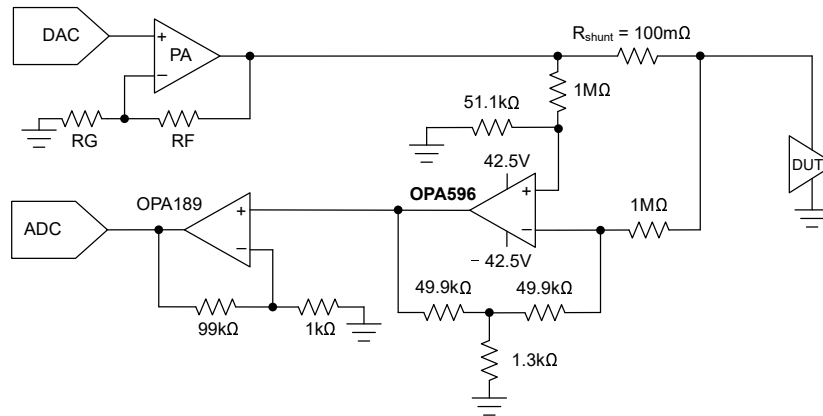 DAC
+
PA
−
RG
RF
R_shunt = 100mΩ
1MΩ
51.1kΩ
42.5V
OPA596
+
−
− 42.5V
DUT
1MΩ
OPA189
ADC
+
−
49.9kΩ
49.9kΩ
99kΩ
1kΩ
1.3kΩ